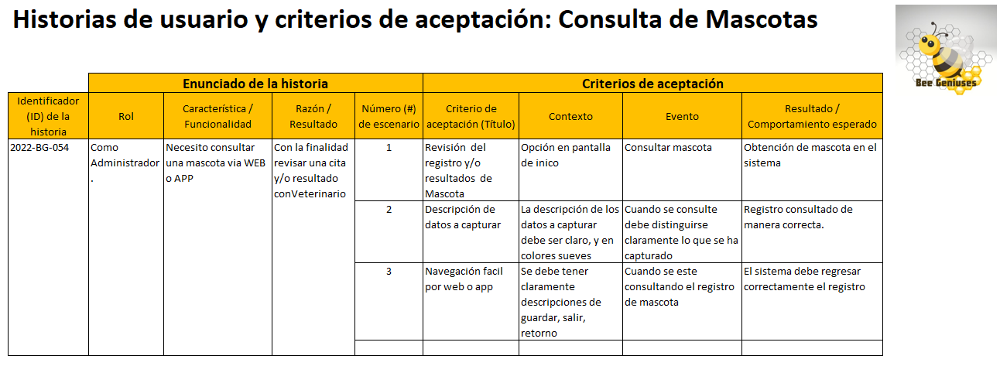 Historias de usuario y criterios de aceptación: Consulta de Mascotas
Bee Geniuses
Enunciado de la historia
Criterios de aceptación
Identificador
(ID) de la
historia
Rol
Característica /
Funcionalidad
Razón /
Resultado
Número (#)
de escenario
Criterio de
aceptación (Título)
Contexto
Evento
Resultado /
Comportamiento esperado
2022-BG-054
Como
Administrador
.
Necesito consultar
una mascota via WEB
o APP
Con la finalidad
revisar una cita
y/o resultado
conVeterinario
1
Revisión del
registro y/o
resultados de
Mascota
Opción en pantalla
de inico
Consultar mascota
Obtención de mascota en el
sistema
2
Descripción de
datos a capturar
La descripción de los
datos a capturar
debe ser claro, y en
colores sueves
Cuando se consulte
debe distinguirse
claramente lo que se ha
capturado
Registro consultado de
manera correcta.
3
Navegación facil
por web o app
Se debe tener
claramente
descripciones de
guardar, salir,
retorno
Cuando se este
consultando el registro
de mascota
El sistema debe regresar
correctamente el registro